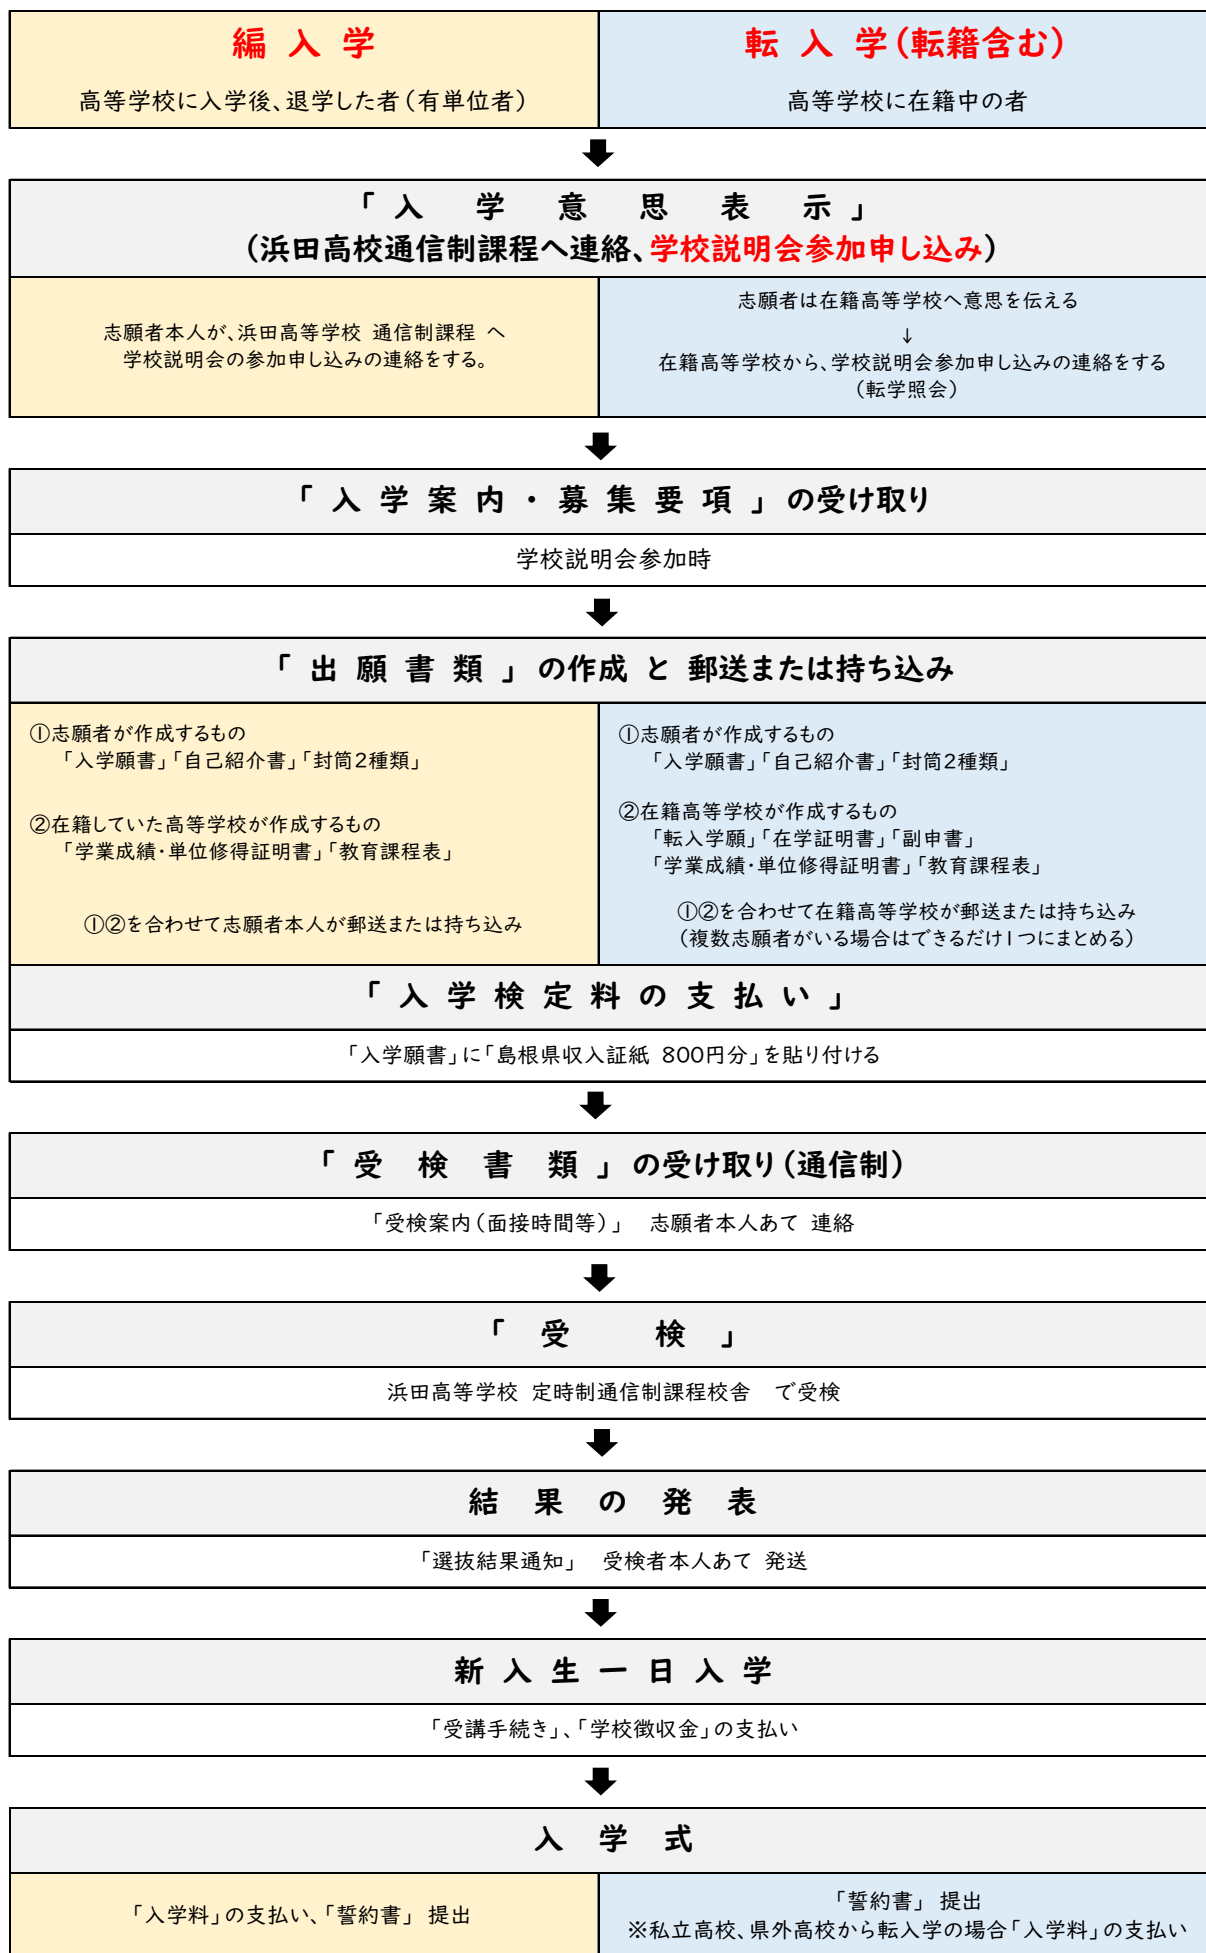 編 入 学
高等学校に入学後、退学した者（有単位者）
転 入 学（転籍含む）
高等学校に在籍中の者
「 入 学 意 思 表 示 」
（浜田高校通信制課程へ連絡、学校説明会参加申し込み）
志願者本人が、浜田高等学校 通信制課程 へ
学校説明会の参加申し込みの連絡をする。
志願者は在籍高等学校へ意思を伝える
↓
在籍高等学校から、学校説明会参加申し込みの連絡をする
（転学照会）
「 入 学 案 内 ・ 募 集 要 項 」 の受け取り
学校説明会参加時
「 出 願 書 類 」 の作成 と 郵送または持ち込み
①志願者が作成するもの
「入学願書」「自己紹介書」「封筒2種類」
②在籍していた高等学校が作成するもの
「学業成績・単位修得証明書」「教育課程表」
①②を合わせて志願者本人が郵送または持ち込み
①志願者が作成するもの
「入学願書」「自己紹介書」「封筒2種類」
②在籍高等学校が作成するもの
「転入学願」「在学証明書」「副申書」
「学業成績・単位修得証明書」「教育課程表」
①②を合わせて在籍高等学校が郵送または持ち込み
（複数志願者がいる場合はできるだけ1つにまとめる）
「 入 学 検 定 料 の 支 払 い 」
「入学願書」に「島根県収入証紙 800円分」を貼り付ける
「 受 検 書 類 」 の受け取り（通信制）
「受検案内（面接時間等）」 志願者本人あて 連絡
「 受 検 」
浜田高等学校 定時制通信制課程校舎 で受検
結 果 の 発 表
「選抜結果通知」 受検者本人あて 発送
新 入 生 一 日 入 学
「受講手続き」、「学校徴収金」の支払い
入 学 式
「入学料」の支払い、「誓約書」 提出
「誓約書」 提出
※私立高校、県外高校から転入学の場合「入学料」の支払い